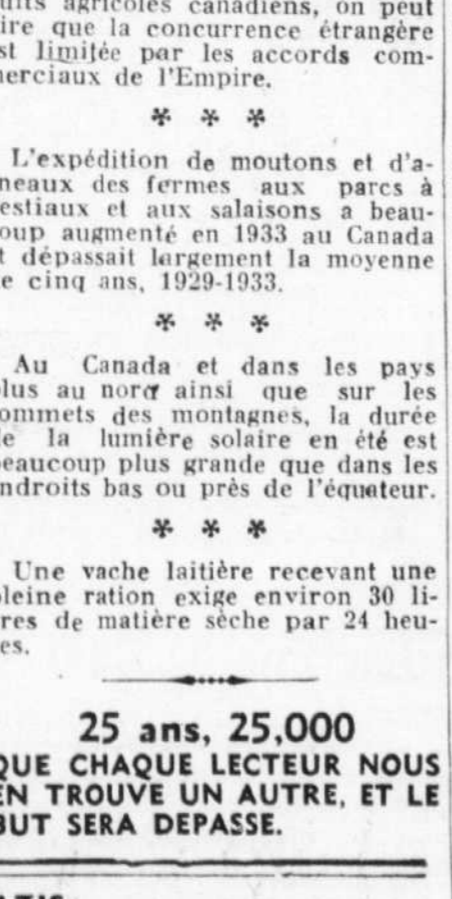 uits agricoles canadiens, on peut
ire que la concurrence étrangère
st limitée par les accords com-
merciaux de l'Empire.
* * *
L'expédition de moutons et d'a-
neaux des fermes aux parcs à
estiaux et aux salaisons a beau-
oup augmenté en 1933 au Canada
t dépassait largement la moyenne
e cinq ans, 1929-1933.
* * *
Au Canada et dans les pays
plus au nord ainsi que sur les
ommets des montagnes, la durée
de la lumière solaire en été est
beaucoup plus grande que dans les
ndroits bas ou près de l'équateur.
* * *
Une vache laitière recevant une
pleine ration exige environ 30 li-
res de matière sèche par 24 heu-
es.
25 ans, 25,000
QUE CHAQUE LECTEUR NOUS
EN TROUVE UN AUTRE, ET LE
BUT SERA DEPASSE.